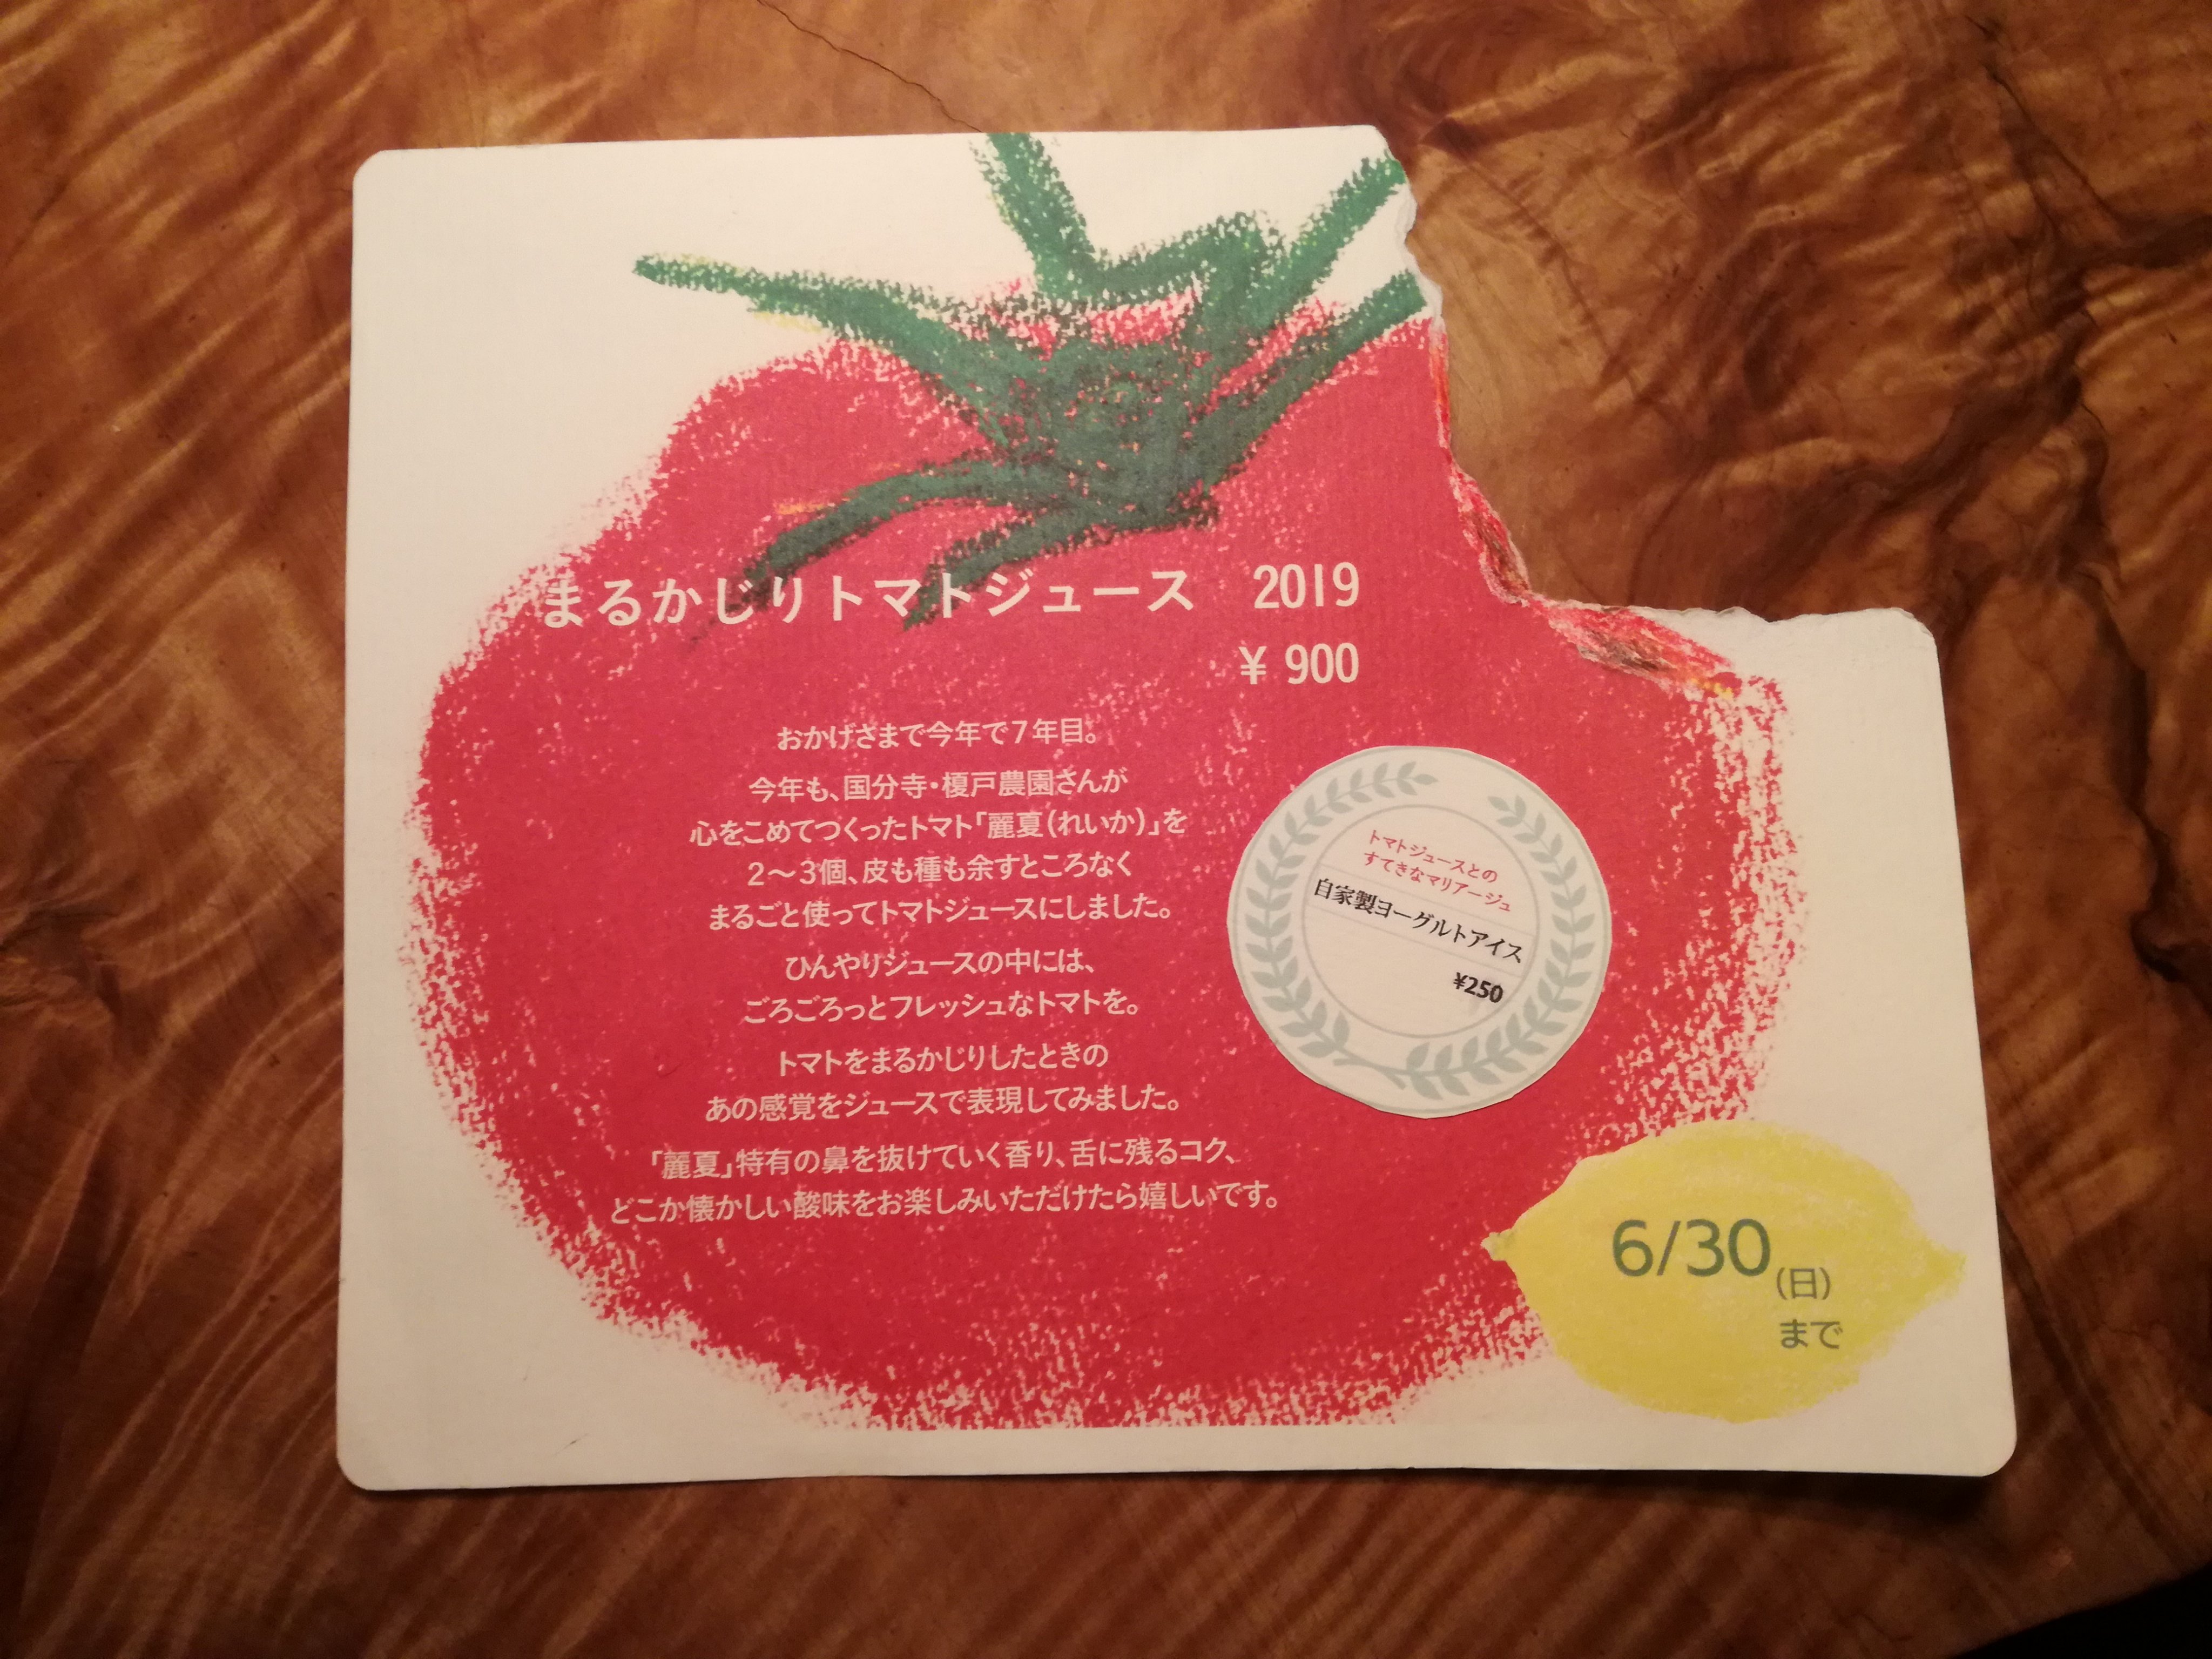 まるかじりトマトジュース 2019
¥ 900
おかげさまで今年で7年目。
今年も、国分寺・榎戸農園さんが
心をこめてつくったトマト「麗夏(れいか)」を
2〜3個、皮も種も余すところなく
まるごと使ってトマトジュースにしました。
ひんやりジュースの中には、
ごろごろっとフレッシュなトマトを。
トマトをまるかじりしたときの
あの感覚をジュースで表現してみました。
「麗夏」特有の鼻を抜けていく香り、舌に残るコク、
どこか懐かしい酸味をお楽しみいただけたら嬉しいです。
トマトジュースとの
すてきなマリアージュ
自家製ヨーグルトアイス
¥250
6/30(日)
まで